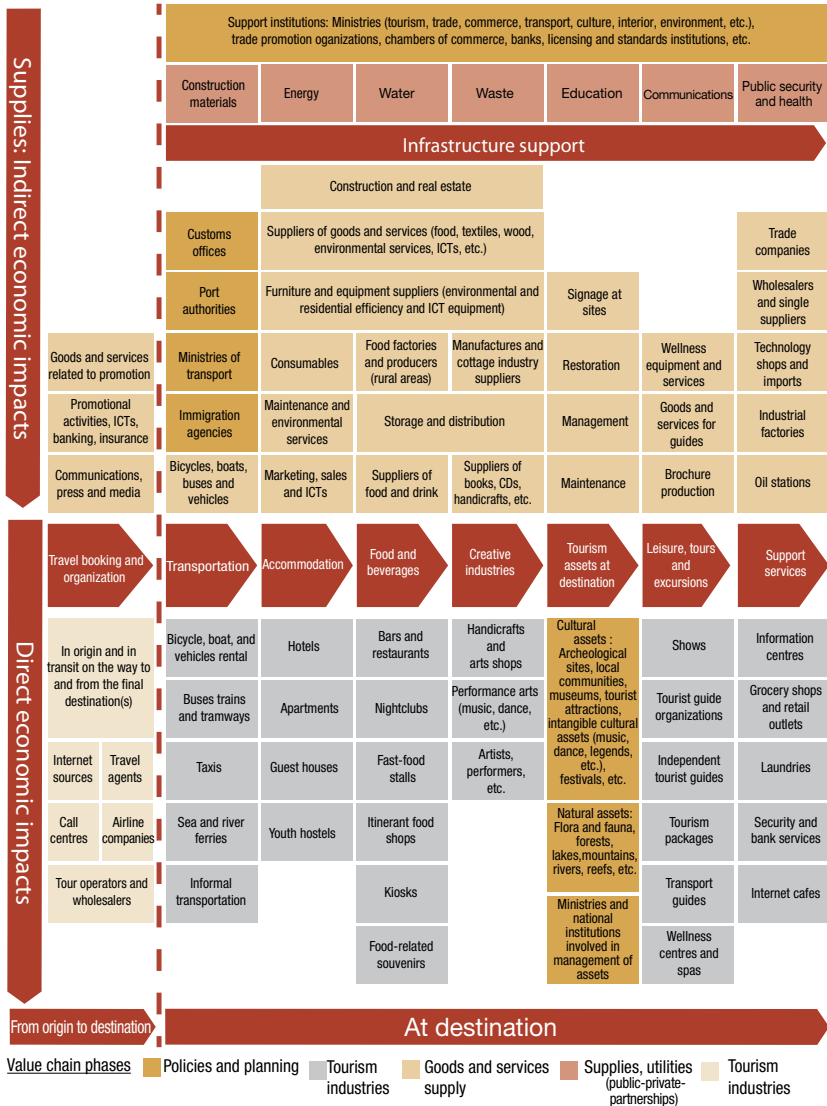 Support institutions: Ministries (tourism, trade, commerce, transport, culture, interior, environment, etc.),
trade promotion oganizations, chambers of commerce, banks, licensing and standards institutions, etc.
Supplies: Indirect economic impacts
Construction
materials
Energy
Water
Waste
Education
Communications
Public security
and health
Infrastructure support
Construction and real estate
Customs
offices
Suppliers of goods and services (food, textiles, wood,
environmental services, ICTs, etc.)
Trade
companies
Port
authorities
Furniture and equipment suppliers (environmental and
residential efficiency and ICT equipment)
Signage at
sites
Wholesalers
and single
suppliers
Goods and services
related to promotion
Ministries of
transport
Consumables
Food factories
and producers
(rural areas)
Manufactures and
cottage industry
suppliers
Restoration
Wellness
equipment and
services
Technology
shops and
imports
Promotional
activities, ICTs,
banking, insurance
Immigration
agencies
Maintenance and
environmental
services
Storage and distribution
Management
Goods and
services for
guides
Industrial
factories
Communications,
press and media
Bicycles, boats,
buses and
vehicles
Marketing, sales
and ICTs
Suppliers of
food and drink
Suppliers of
books, CDs,
handicrafts, etc.
Maintenance
Brochure
production
Oil stations
Direct economic impacts
Travel booking and
organization
Transportation
Accommodation
Food and
beverages
Creative
industries
Tourism
assets at
destination
Leisure, tours
and
excursions
Support
services
In origin and in
transit on the way to
and from the final
destination(s)
Bicycle, boat, and
vehicles rental
Hotels
Bars and
restaurants
Handicrafts
and
arts shops
Cultural
assets :
Archeological
sites, local
communities,
museums, tourist
attractions,
intangible cultural
assets (music,
dance, legends,
etc.),
festivals, etc.
Shows
Information
centres
Buses trains
and tramways
Apartments
Nightclubs
Performance arts
(music, dance,
etc.)
Tourist guide
organizations
Grocery shops
and retail
outlets
Internet
sources
Travel
agents
Taxis
Guest houses
Fast-food
stalls
Artists,
performers,
etc.
Independent
tourist guides
Laundries
Call
centres
Airline
companies
Sea and river
ferries
Youth hostels
Itinerant food
shops
Natural assets:
Flora and fauna,
forests,
lakes,mountains,
rivers, reefs, etc.
Tourism
packages
Security and
bank services
Tour operators and
wholesalers
Informal
transportation
Kiosks
Ministries and
national
institutions
involved in
management of
assets
Transport
guides
Internet cafes
Food-related
souvenirs
Wellness
centres and
spas
From origin to destination
At destination
Value chain phases
Policies and planning
Tourism
industries
Goods and services
supply
Supplies, utilities
(public-private-
partnerships)
Tourism
industries